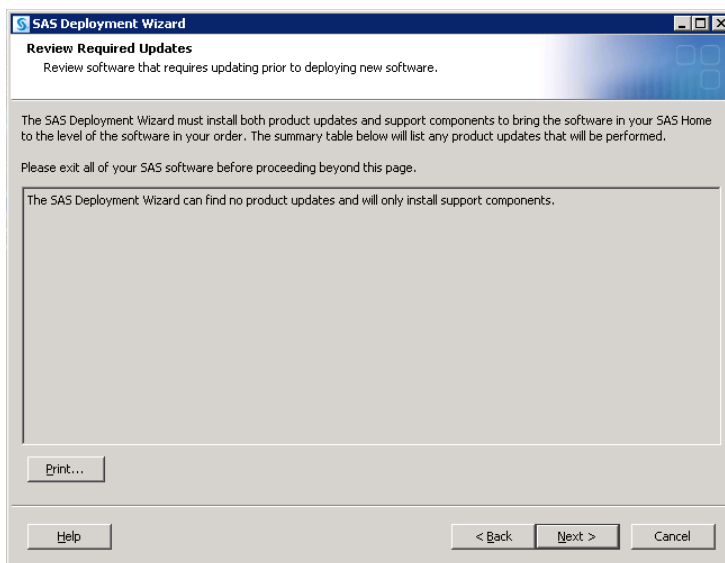 SAS Deployment Wizard
Review Required Updates
Review software that requires updating prior to deploying new software.
The SAS Deployment Wizard must install both product updates and support components to bring the software in your SAS Home
to the level of the software in your order. The summary table below will list any product updates that will be performed.
Please exit all of your SAS software before proceeding beyond this page.
The SAS Deployment Wizard can find no product updates and will only install support components.
Print...
Help
< Back
Next >
Cancel